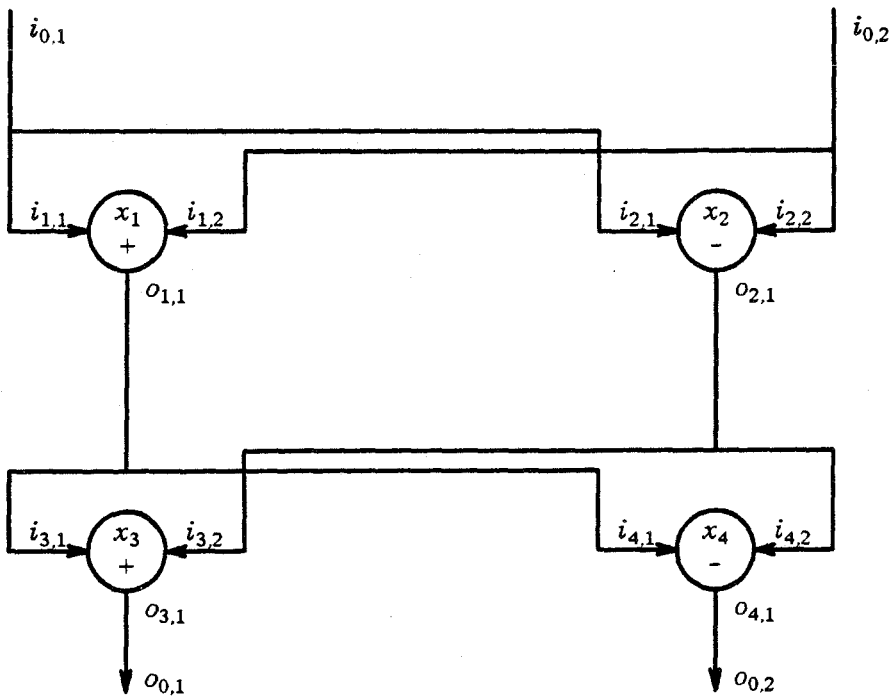 i0,1 i0,2
i1,1 x1 i1,2 i2,1 x2 i2,2
+ -
o1,1 o2,1
i3,1 x3 i3,2 i4,1 x4 i4,2
+ -
o3,1 o4,1
o0,1 o0,2